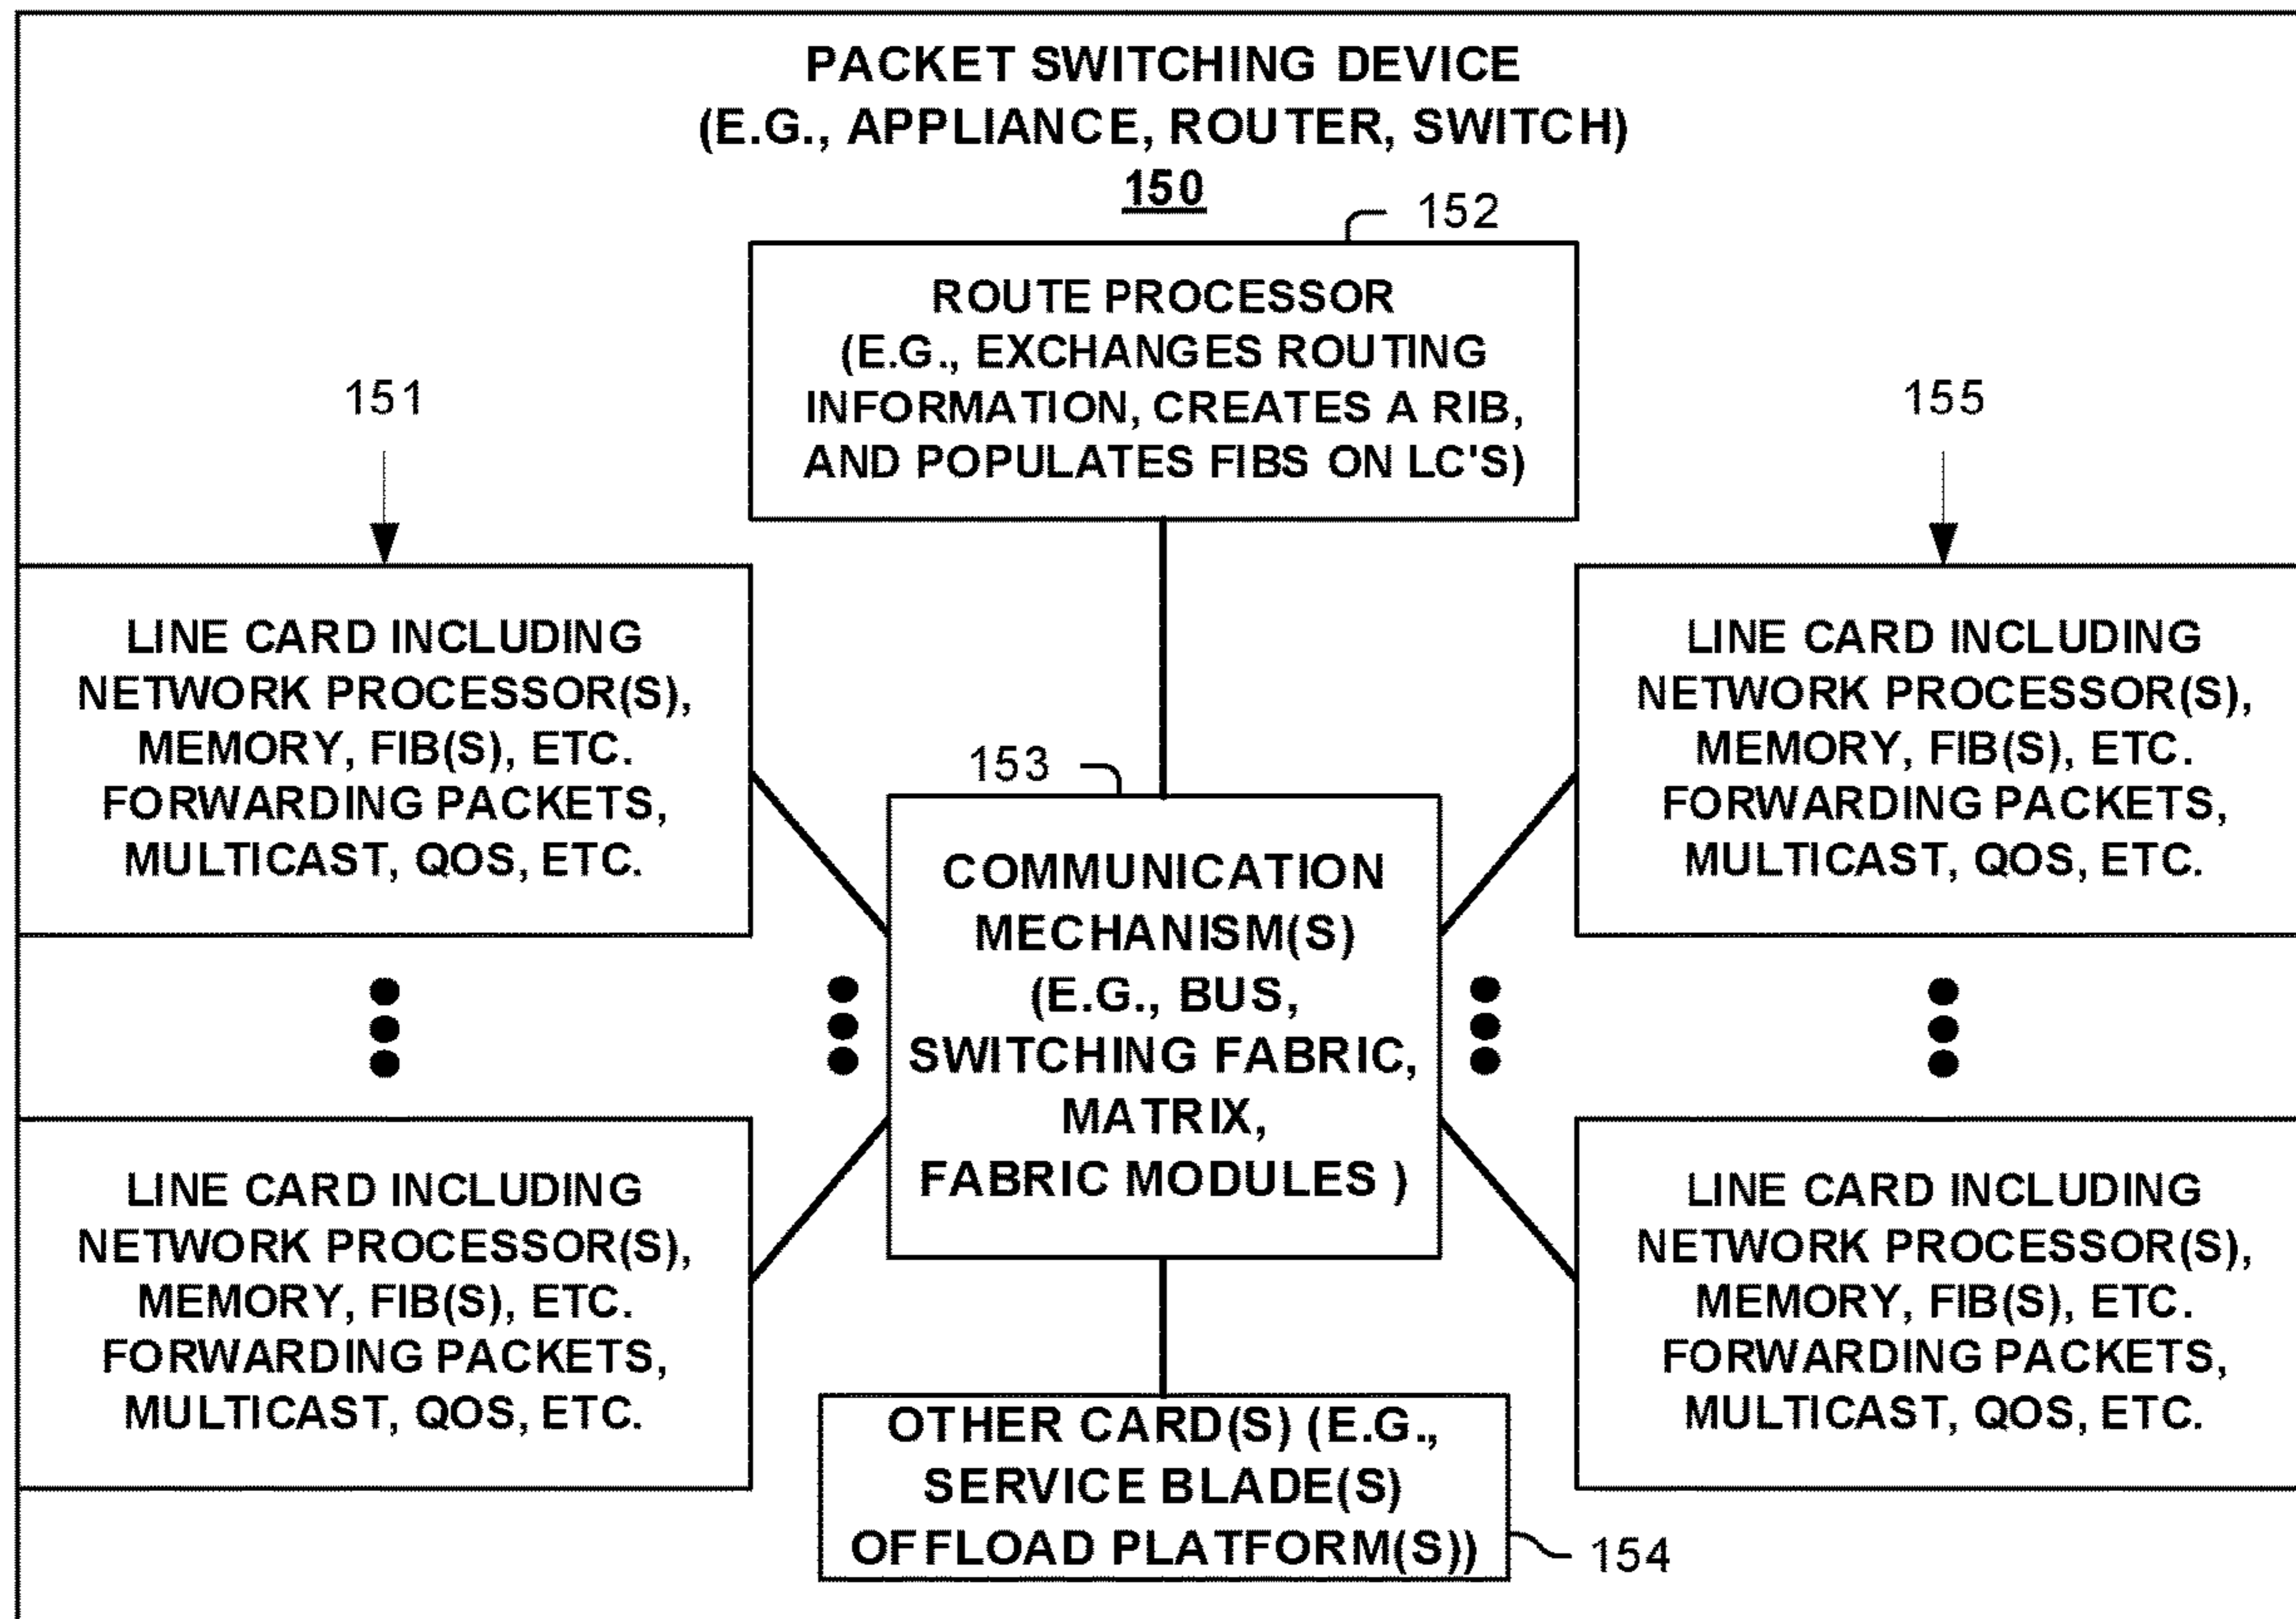 PACKET SWITCHING DEVICE
(E.G., APPLIANCE, ROUTER, SWITCH)
150
152
ROUTE PROCESSOR
(E.G., EXCHANGES ROUTING
INFORMATION, CREATES A RIB,
AND POPULATES FIBS ON LC'S)
151
LINE CARD INCLUDING
NETWORK PROCESSOR(S),
MEMORY, FIB(S), ETC.
FORWARDING PACKETS,
MULTICAST, QOS, ETC.
155
LINE CARD INCLUDING
NETWORK PROCESSOR(S),
MEMORY, FIB(S), ETC.
FORWARDING PACKETS,
MULTICAST, QOS, ETC.
153
COMMUNICATION
MECHANISM(S)
(E.G., BUS,
SWITCHING FABRIC,
MATRIX,
FABRIC MODULES )
LINE CARD INCLUDING
NETWORK PROCESSOR(S),
MEMORY, FIB(S), ETC.
FORWARDING PACKETS,
MULTICAST, QOS, ETC.
LINE CARD INCLUDING
NETWORK PROCESSOR(S),
MEMORY, FIB(S), ETC.
FORWARDING PACKETS,
MULTICAST, QOS, ETC.
OTHER CARD(S) (E.G.,
SERVICE BLADE(S)
OFFLOAD PLATFORM(S))
154